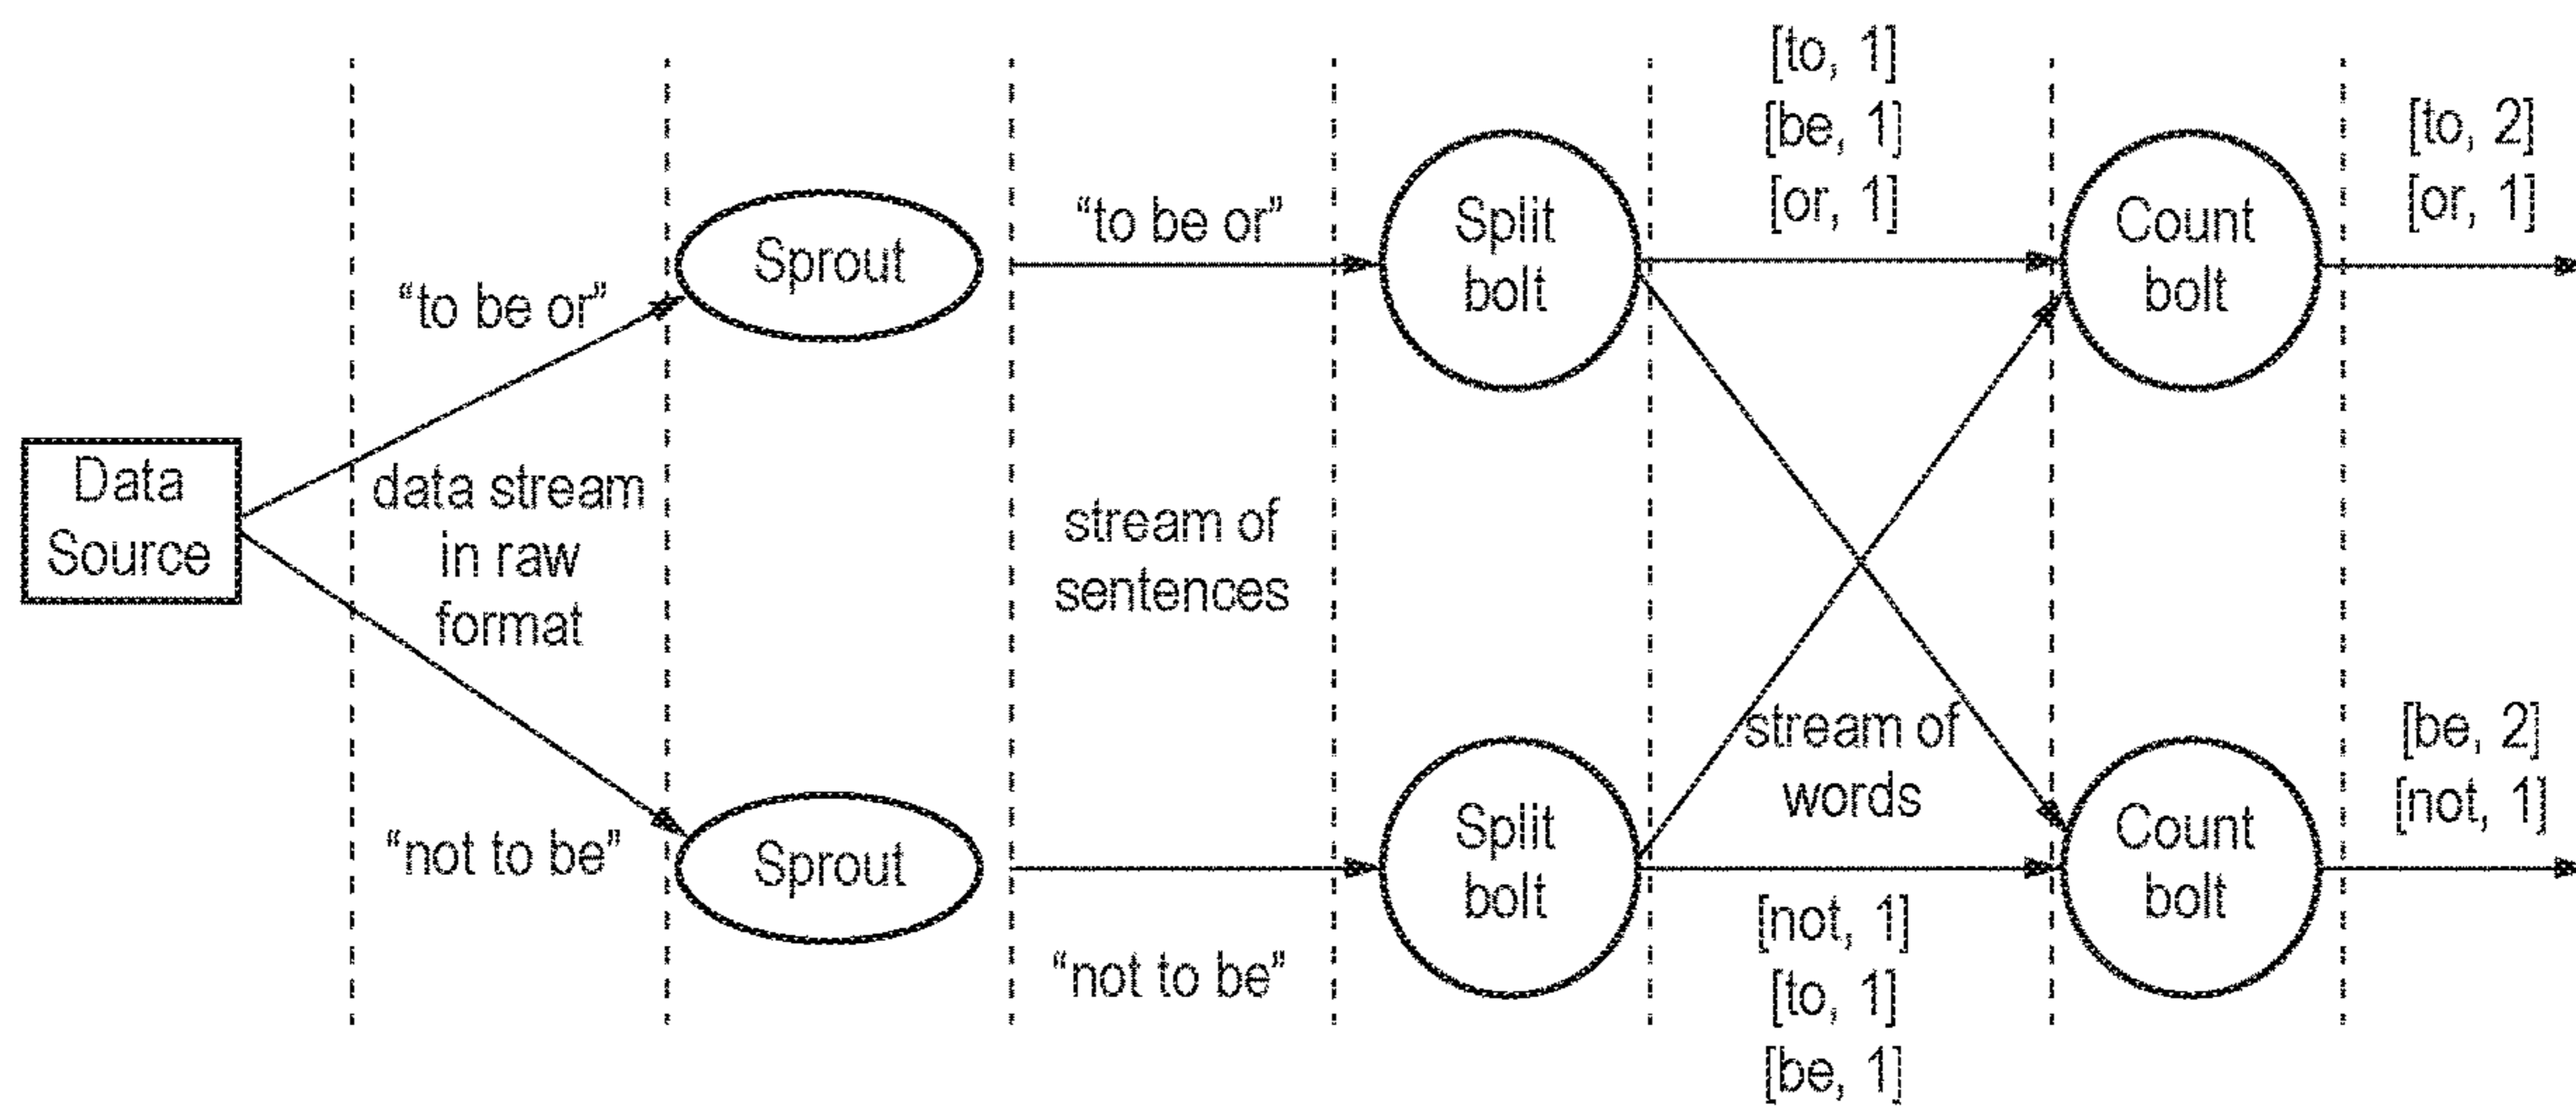 Data
Source
“to be or”
data stream
in raw
format
“not to be”
Sprout
Sprout
“to be or”
stream of
sentences
“not to be”
Split
bolt
Split
bolt
[to, 1]
[be, 1]
[or, 1]
stream of
words
[not, 1]
[to, 1]
[be, 1]
Count
bolt
Count
bolt
[to, 2]
[or, 1]
[be, 2]
[not, 1]